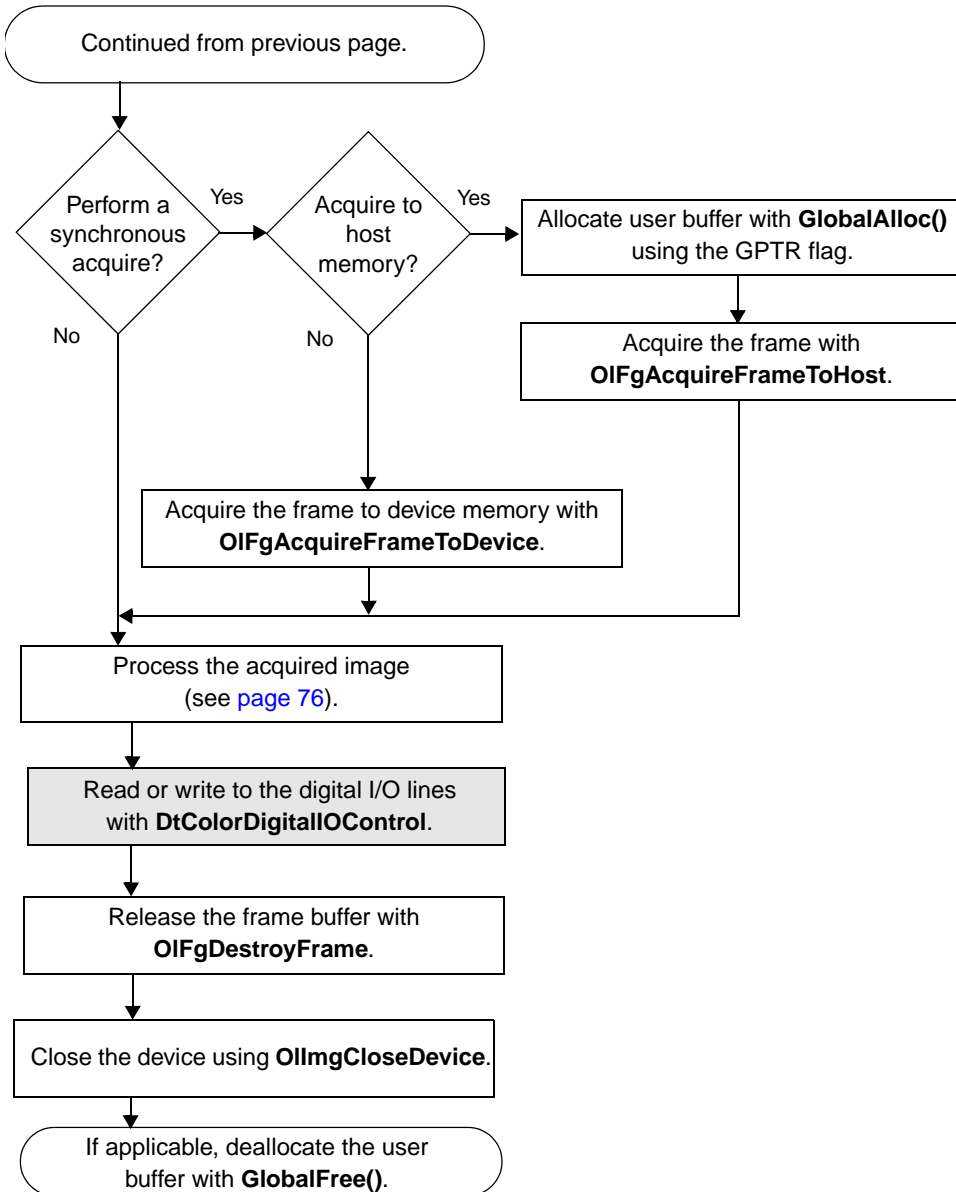 Continued from previous page.
Perform a
synchronous
acquire?
Yes
No
Acquire to
host
memory?
Yes
No
Allocate user buffer with GlobalAlloc()
using the GPTR flag.
Acquire the frame with
OlFgAcquireFrameToHost.
Acquire the frame to device memory with
OlFgAcquireFrameToDevice.
Process the acquired image
(see page 76).
Read or write to the digital I/O lines
with DtColorDigitalIOControl.
Release the frame buffer with
OlFgDestroyFrame.
Close the device using OlImgCloseDevice.
If applicable, deallocate the user
buffer with GlobalFree().